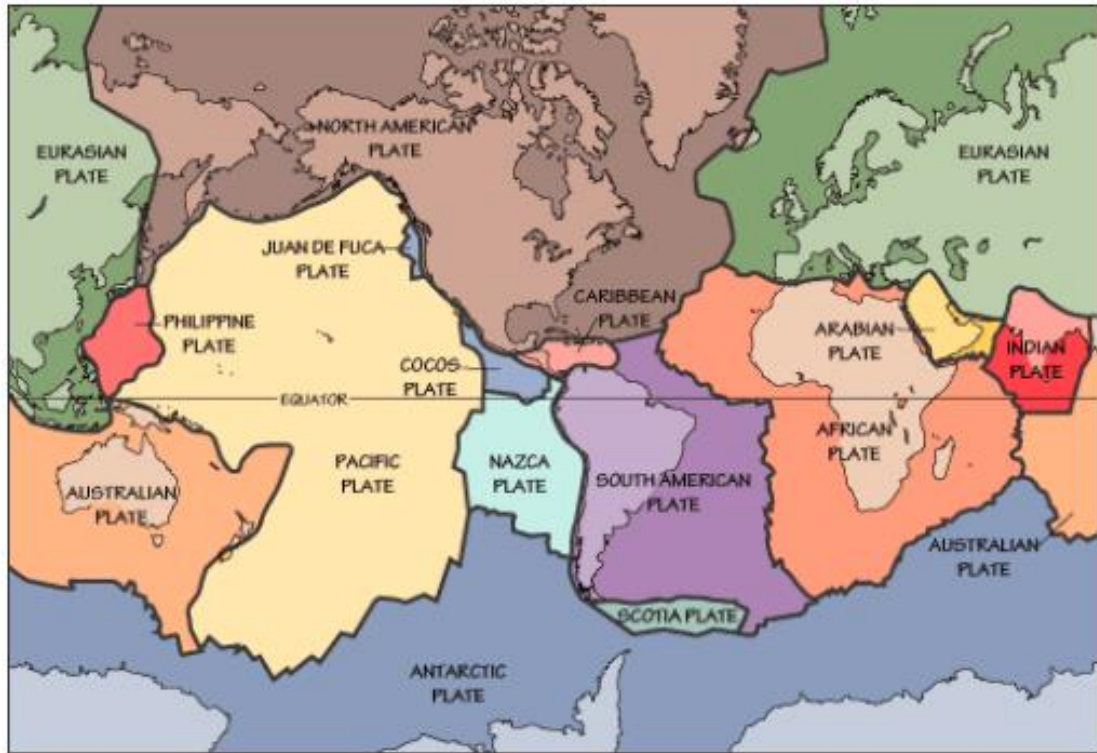 NORTH AMERICAN
PLATE
EURASIAN
PLATE
EURASIAN
PLATE
JUAN DE FUCA
PLATE
CARIBBEAN
PLATE
PHILIPPINE
PLATE
ARABIAN
PLATE
INDIAN
PLATE
COCOS
PLATE
EQUATOR
AFRICAN
PLATE
PACIFIC
PLATE
NAZCA
PLATE
SOUTH AMERICAN
PLATE
AUSTRALIAN
PLATE
AUSTRALIAN
PLATE
SCOTIA PLATE
ANTARCTIC
PLATE